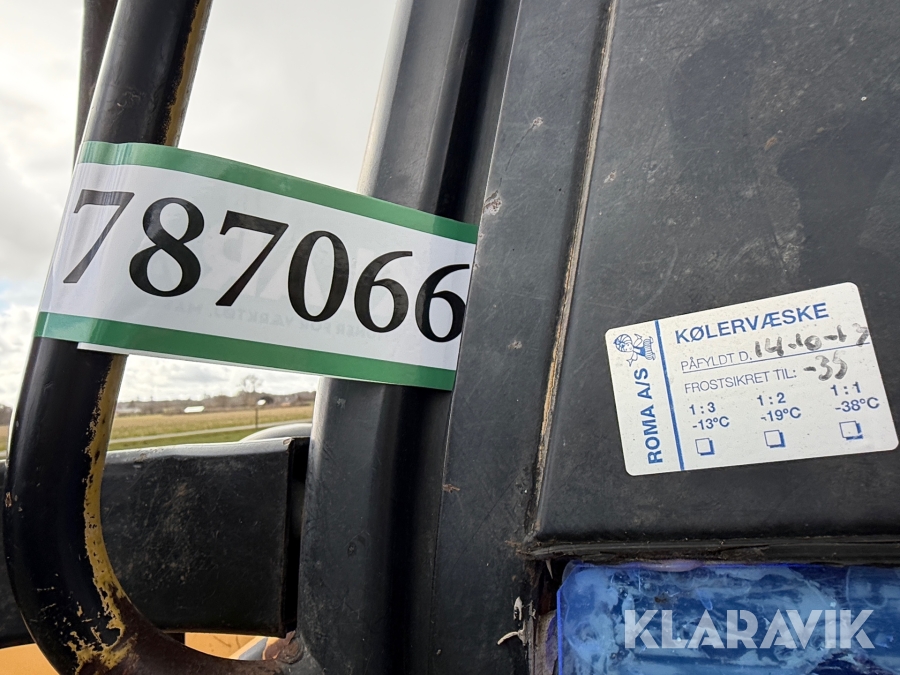 787066
ROMA A/S
KØLERVÆSKE
PÅFYLDT D. 14-10-13
FROSTSIKRET TIL: -35
1 : 3 1 : 2 1 : 1
-13°C -19°C -38°C
KLARAVIK